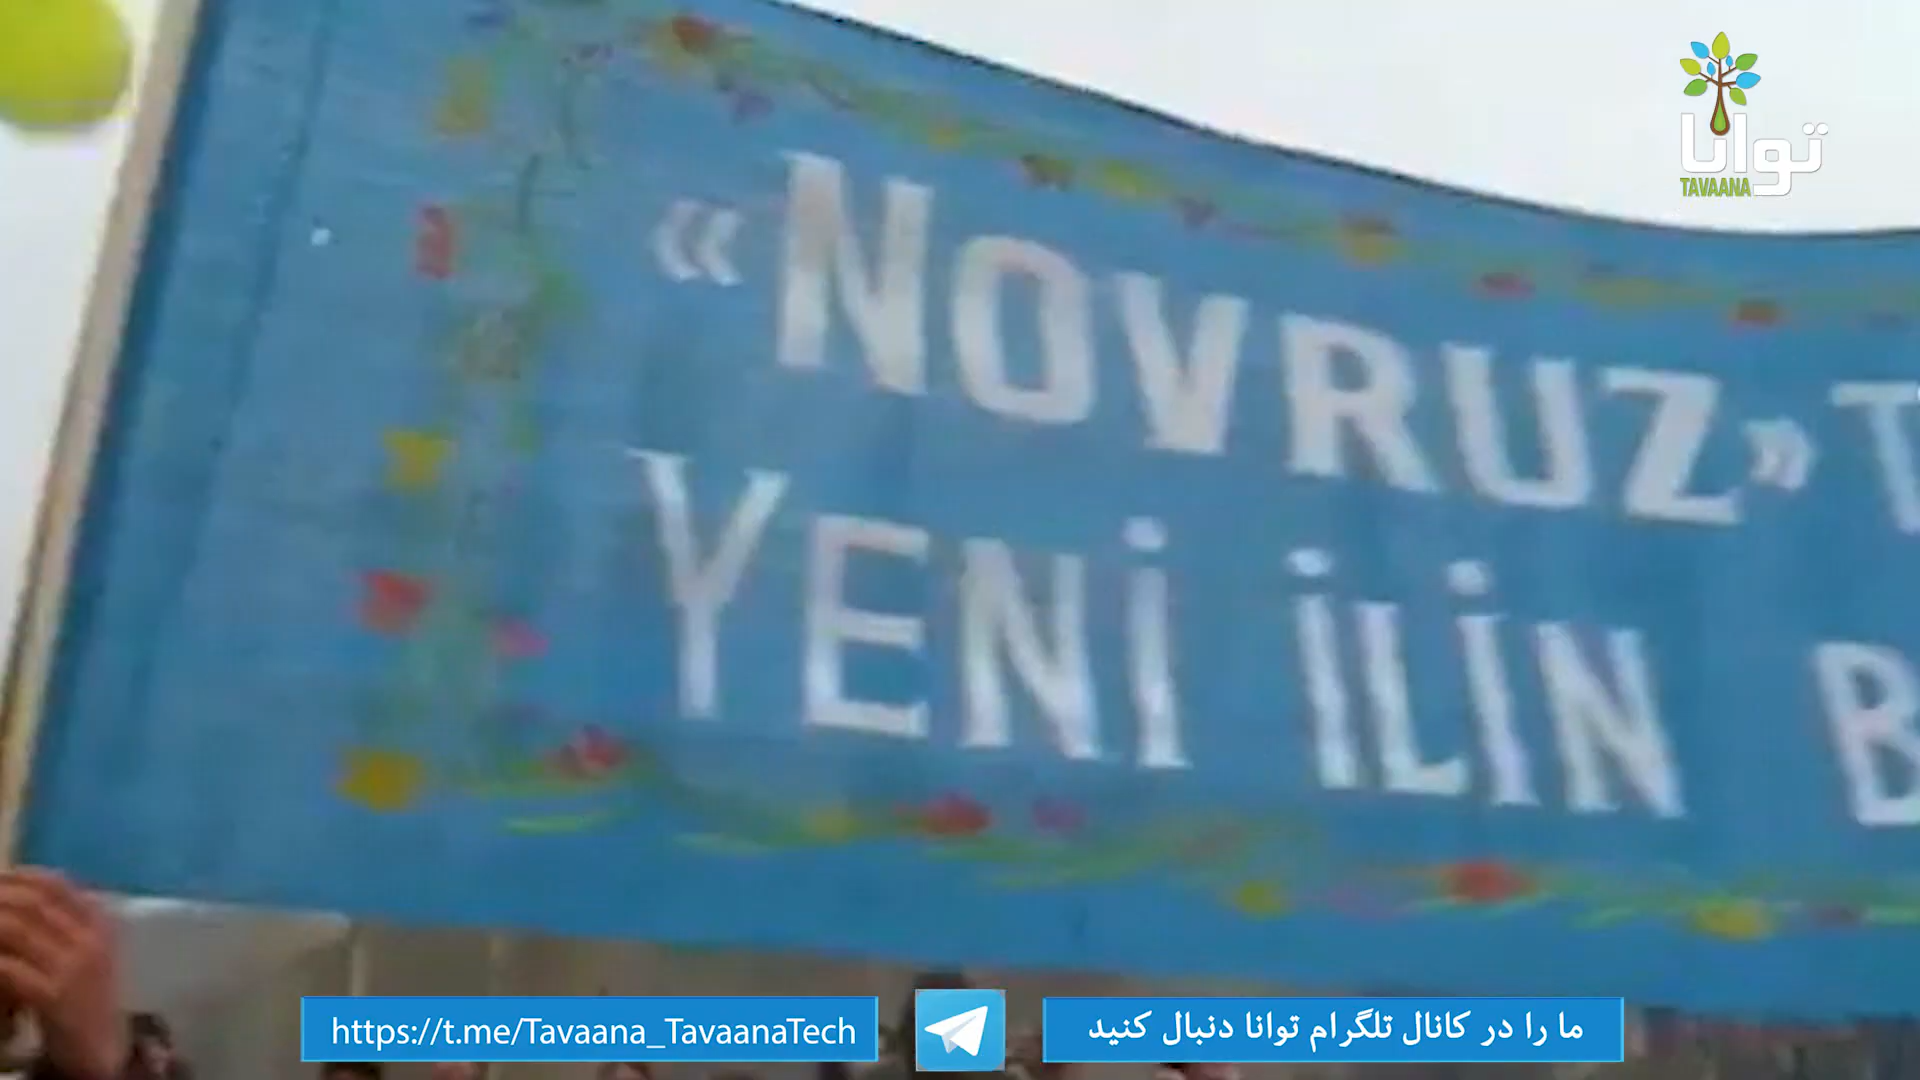 توانا
TAVAANA
«NOVRUZ»
YENİ İLİN
https://t.me/Tavaana_TavaanaTech
ما را در کانال تلگرام توانا دنبال کنید